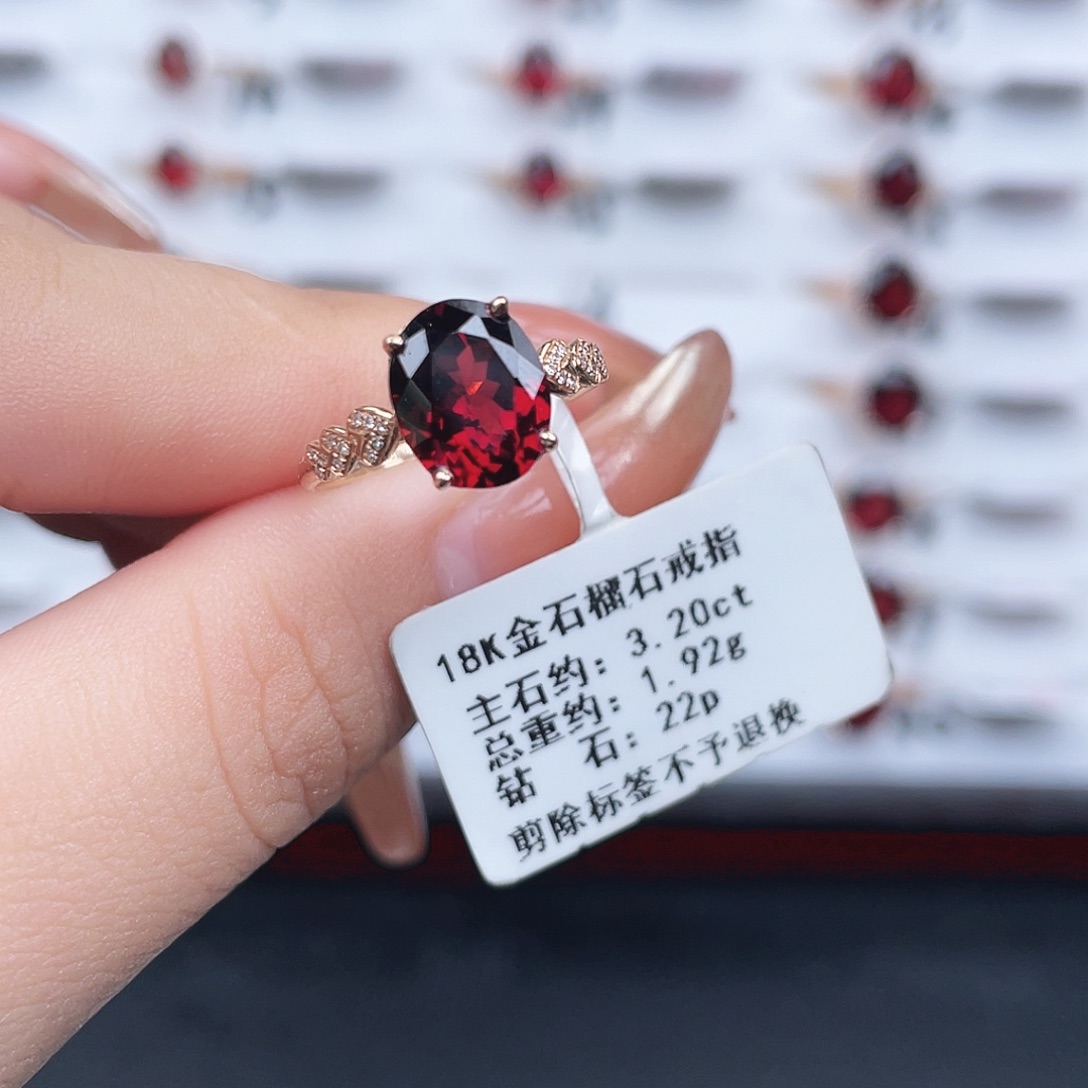 18K金石榴石戒指
主石约: 3.20ct
总重约: 1.92g
钻 石: 22p
剪除标签不予退换